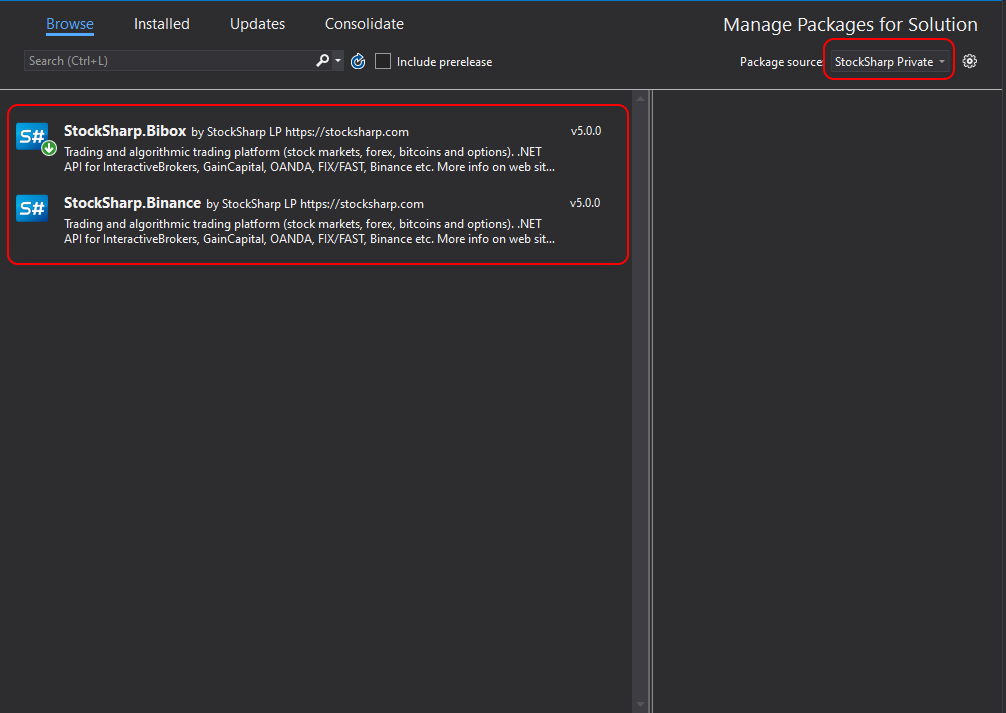 Browse Installed Updates Consolidate Manage Packages for Solution
Search (Ctrl+L) Include prerelease Package source: StockSharp Private
S# StockSharp.Bibox by StockSharp LP https://stocksharp.com v5.0.0
Trading and algorithmic trading platform (stock markets, forex, bitcoins and options). .NET
API for InteractiveBrokers, GainCapital, OANDA, FIX/FAST, Binance etc. More info on web sit...
S# StockSharp.Binance by StockSharp LP https://stocksharp.com v5.0.0
Trading and algorithmic trading platform (stock markets, forex, bitcoins and options). .NET
API for InteractiveBrokers, GainCapital, OANDA, FIX/FAST, Binance etc. More info on web sit...